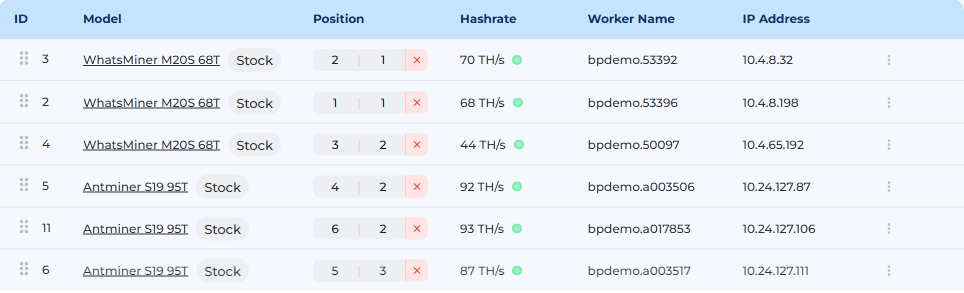 ID Model Position Hashrate Worker Name IP Address
3 WhatsMiner M20S 68T Stock 2 1 × 70 TH/s bpdemo.53392 10.4.8.32
2 WhatsMiner M20S 68T Stock 1 1 × 68 TH/s bpdemo.53396 10.4.8.198
4 WhatsMiner M20S 68T Stock 3 2 × 44 TH/s bpdemo.50097 10.4.65.192
5 Antminer S19 95T Stock 4 2 × 92 TH/s bpdemo.a003506 10.24.127.87
11 Antminer S19 95T Stock 6 2 × 93 TH/s bpdemo.a017853 10.24.127.106
6 Antminer S19 95T Stock 5 3 × 87 TH/s bpdemo.a003517 10.24.127.111